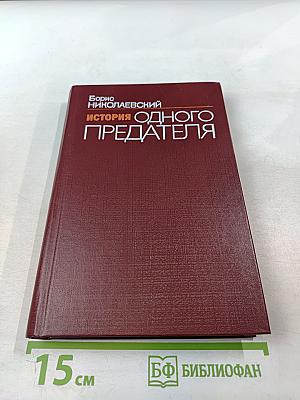 Борис
НИКОЛАЕВСКИЙ
ИСТОРИЯ ОДНОГО
ПРЕДАТЕЛЯ
15 см
БФ БИБЛИОФАН